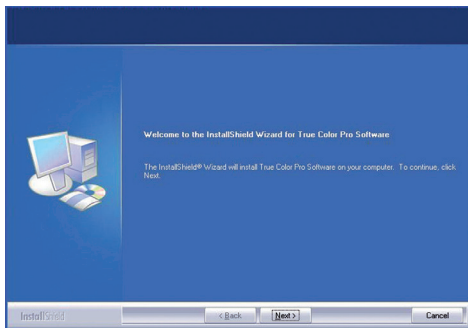 Welcome to the InstallShield Wizard for True Color Pro Software
The InstallShield® Wizard will install True Color Pro Software on your computer. To continue, click
Next.
InstallShield
< Back
Next >
Cancel